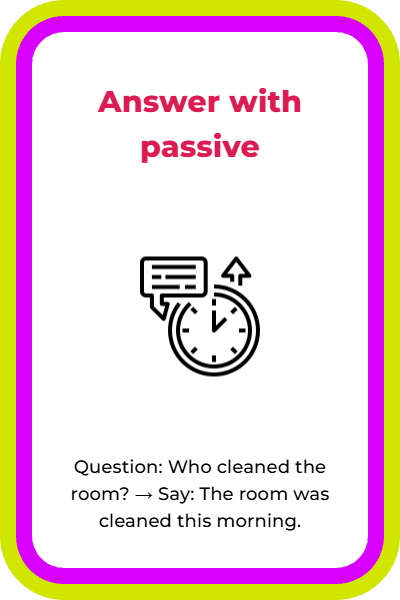 Answer with
passive
Question: Who cleaned the
room? → Say: The room was
cleaned this morning.